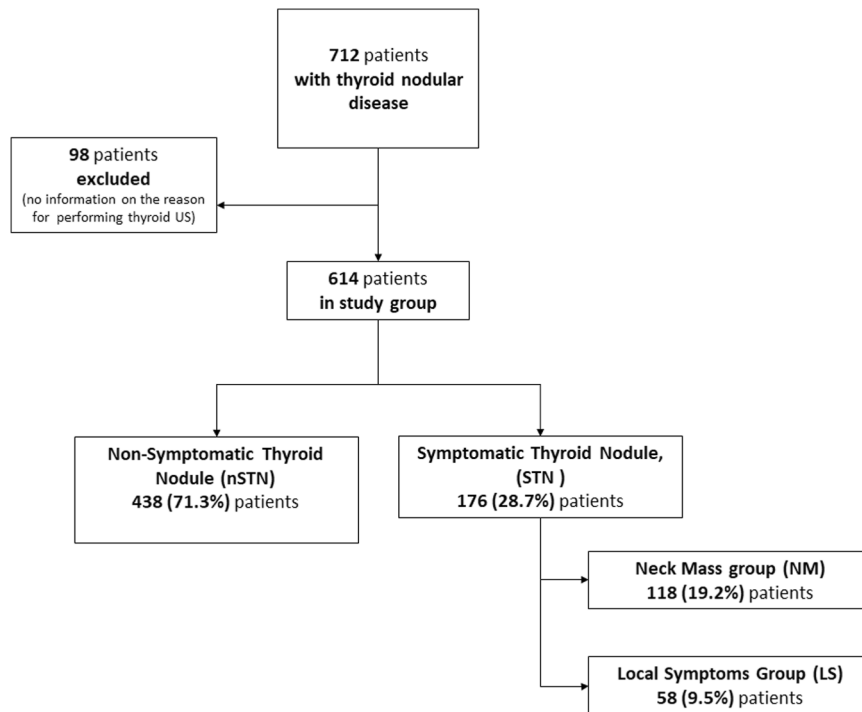 712 patients
with thyroid nodular
disease
98 patients
excluded
(no information on the reason
for performing thyroid US)
614 patients
in study group
Non-Symptomatic Thyroid
Nodule (nSTN)
438 (71.3%) patients
Symptomatic Thyroid Nodule,
(STN )
176 (28.7%) patients
Neck Mass group (NM)
118 (19.2%) patients
Local Symptoms Group (LS)
58 (9.5%) patients